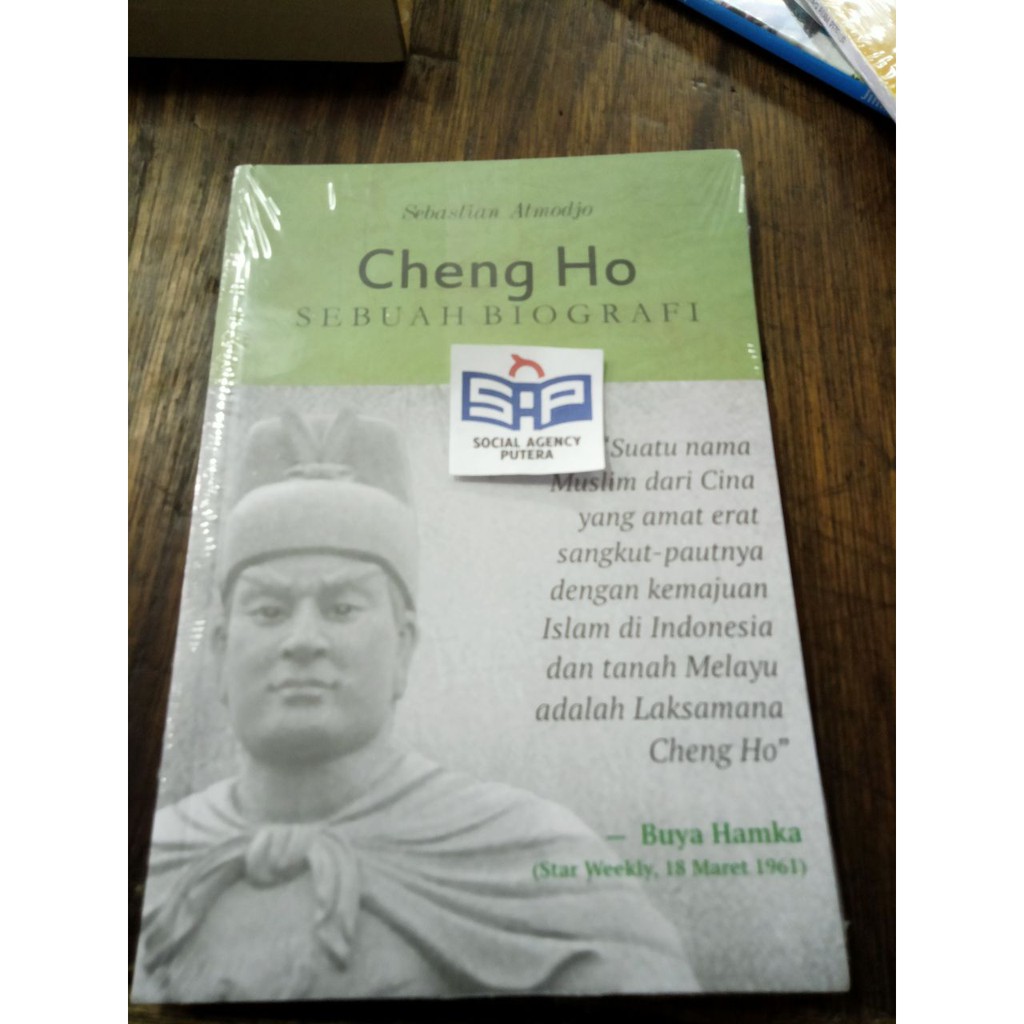 Sebastian Atmodjo
Cheng Ho
SEBUAH BIOGRAFI
S:P
SOCIAL AGENCY
PUTERA
"Suatu nama
Muslim dari Cina
yang amat erat
sangkut-pautnya
dengan kemajuan
Islam di Indonesia
dan tanah Melayu
adalah Laksamana
Cheng Ho"
— Buya Hamka
(Star Weekly, 18 Maret 1961)